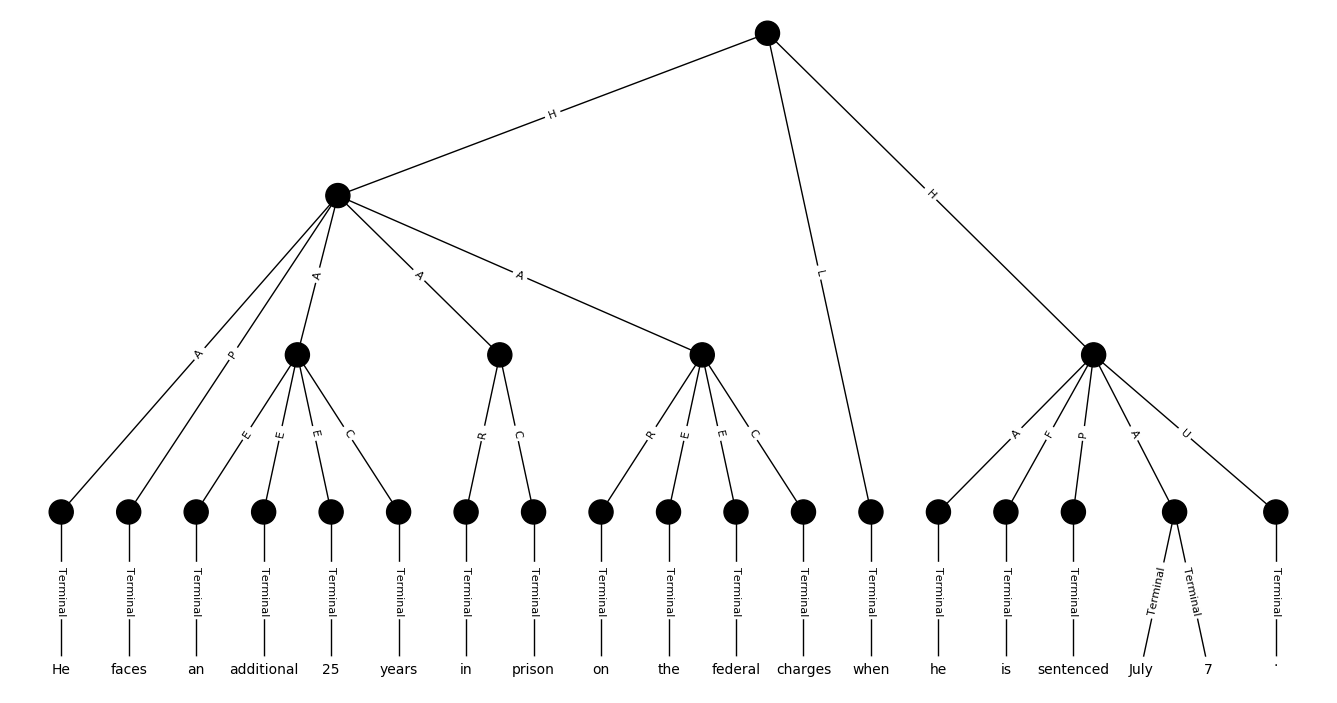 H
H
A
A
A
L
A
P
E
E
E
C
R
C
R
E
E
C
A
F
P
A
U
Terminal Terminal Terminal Terminal Terminal Terminal Terminal Terminal Terminal Terminal Terminal Terminal Terminal Terminal Terminal Terminal Terminal Terminal Terminal
He faces an additional 25 years in prison on the federal charges when he is sentenced July 7 .